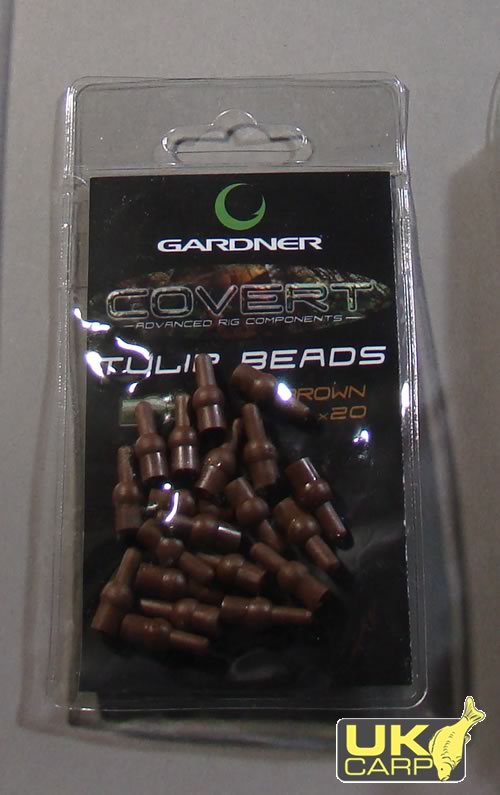 GARDNER
COVERT
ADVANCED RIG COMPONENTS
TULIP BEADS
BROWN
x20
UK
CARP